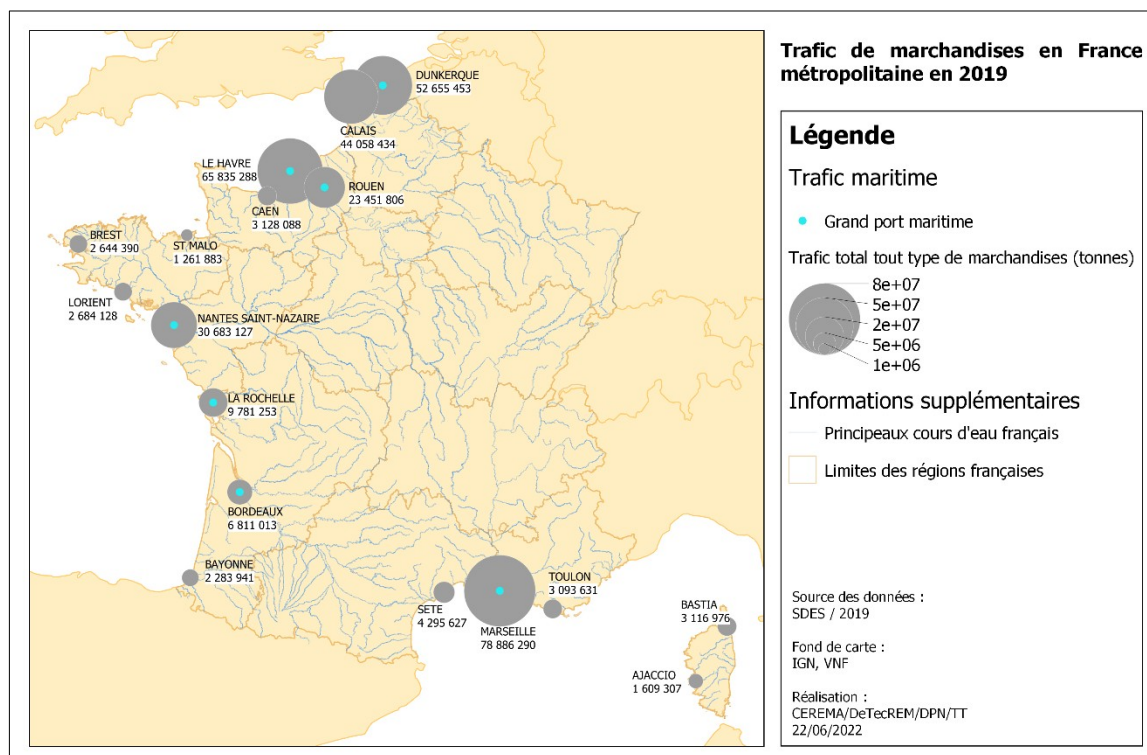 Trafic de marchandises en France
métropolitaine en 2019
DUNKERQUE
52 655 453
CALAIS
44 058 434
LE HAVRE
65 835 288
ROUEN
23 451 806
CAEN
3 128 088
BREST
2 644 390
ST MALO
1 261 883
LORIENT
2 684 128
NANTES SAINT-NAZAIRE
30 683 127
LA ROCHELLE
9 781 253
BORDEAUX
6 811 013
BAYONNE
2 283 941
SETE
4 295 627
MARSEILLE
78 886 290
TOULON
3 093 631
BASTIA
3 116 976
AJACCIO
1 609 307
Légende
Trafic maritime
Grand port maritime
Trafic total tout type de marchandises (tonnes)
8e+07
5e+07
2e+07
5e+06
1e+06
Informations supplémentaires
Principeaux cours d'eau français
Limites des régions françaises
Source des données :
SDES / 2019
Fond de carte :
IGN, VNF
Réalisation :
CEREMA/DeTecREM/DPN/TT
22/06/2022